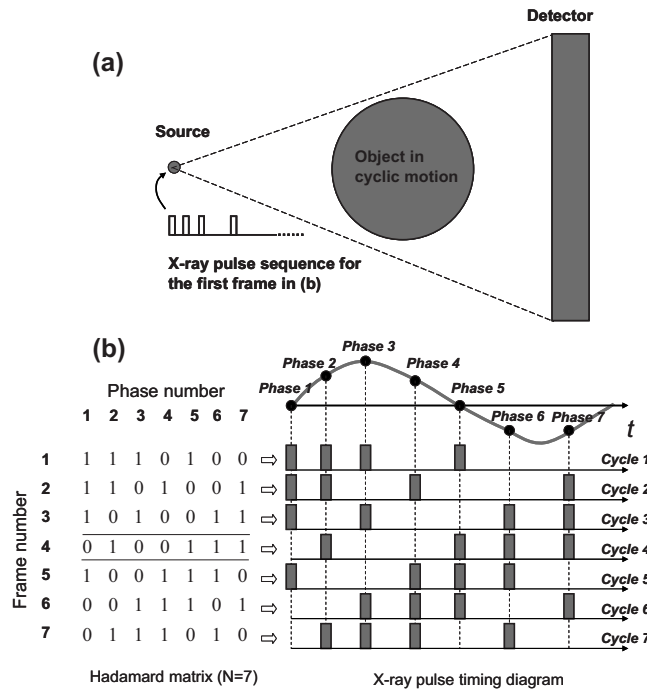 Detector
(a)
Source
Object in
cyclic motion
X-ray pulse sequence for
the first frame in (b)
(b)
Phase 1
Phase 2
Phase 3
Phase 4
Phase 5
Phase 6
Phase 7
t
Phase number
1 2 3 4 5 6 7
Frame number
1 1 1 1 0 1 0 0 Cycle 1
2 1 1 0 1 0 0 1 Cycle 2
3 1 0 1 0 0 1 1 Cycle 3
4 0 1 0 0 1 1 1 Cycle 4
5 1 0 0 1 1 1 0 Cycle 5
6 0 0 1 1 1 0 1 Cycle 6
7 0 1 1 1 0 1 0 Cycle 7
Hadamard matrix (N=7)
X-ray pulse timing diagram